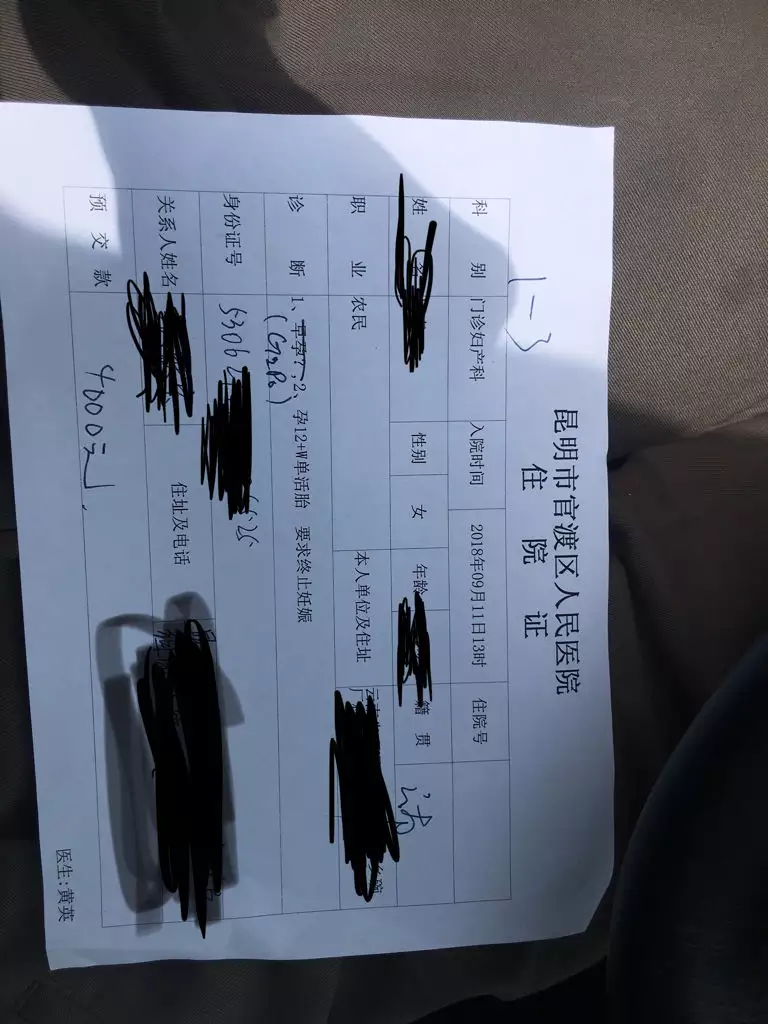 昆明市官渡区人民医院
住院证
1-3
科别 门诊妇产科 入院时间 2018年09月11日13时 住院号
姓 性别 女 年龄 籍贯
职业 农民 本人单位及住址
诊断 1、早孕?,2、孕12+W单活胎 要求终止妊娠
(G2P0)
身份证号 53062
关系人姓名 住址及电话
预交款 4000元.
医生:黄英